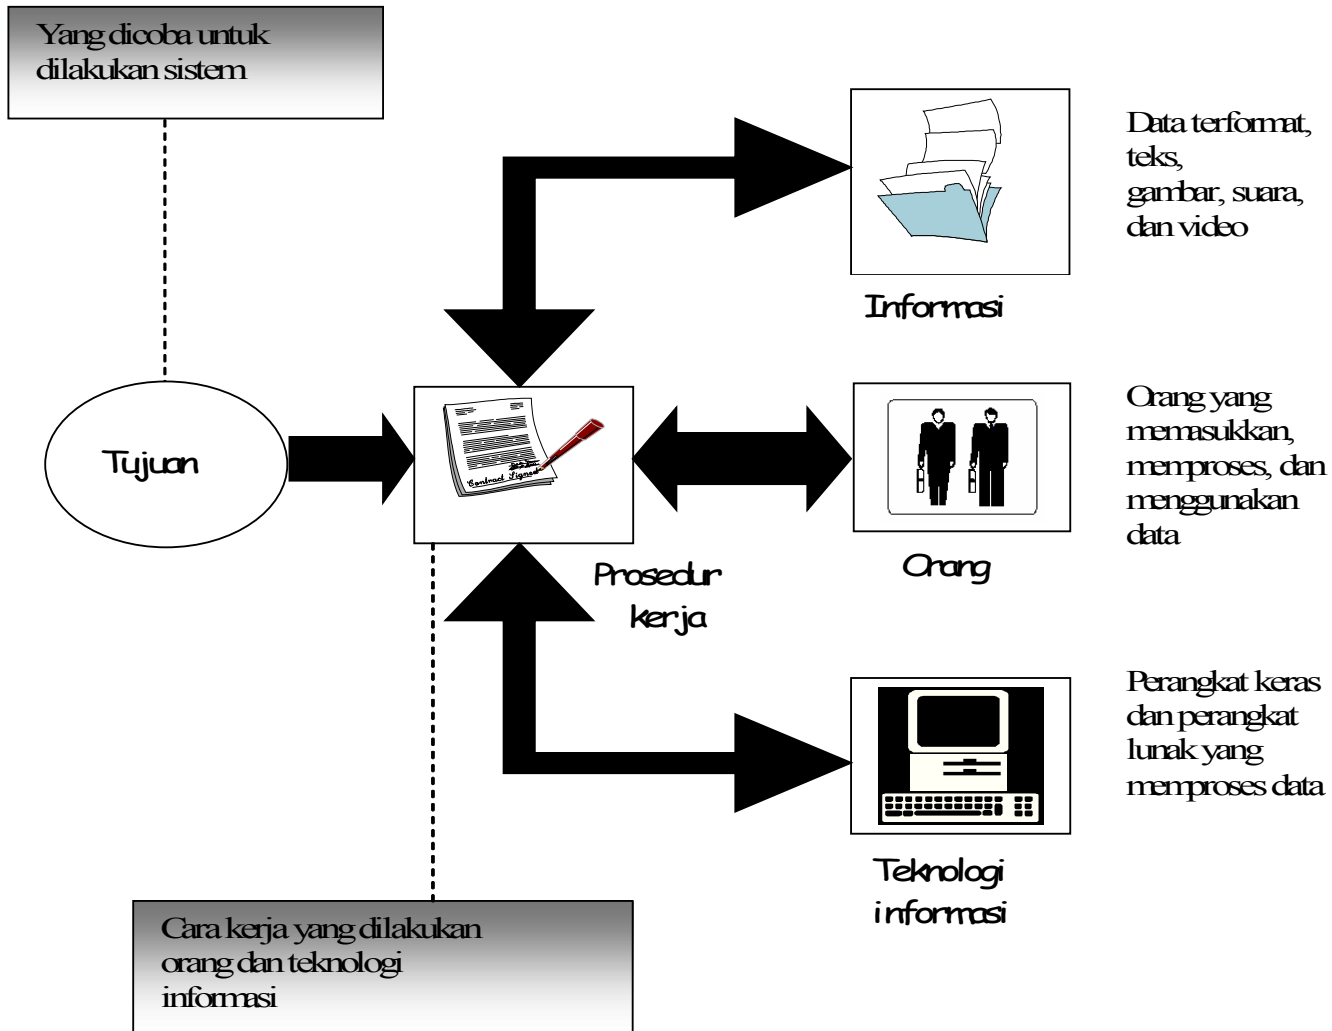 Yang dicoba untuk
dilakukan sistem
Data terformat,
teks,
gambar, suara,
dan video
Informasi
Tujuan
Contract Signed
Prosedur
kerja
Orang yang
memasukkan,
memproses, dan
menggunakan
data
Orang
Perangkat keras
dan perangkat
lunak yang
memproses data
Teknologi
informasi
Cara kerja yang dilakukan
orang dan teknologi
informasi